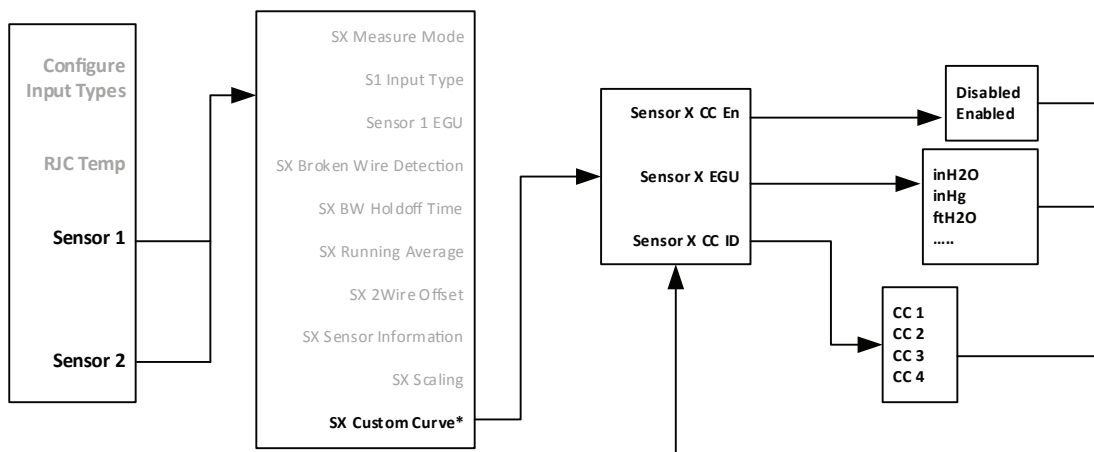 Configure
Input Types
RJC Temp
Sensor 1
Sensor 2
SX Measure Mode
S1 Input Type
Sensor 1 EGU
SX Broken Wire Detection
SX BW Holdoff Time
SX Running Average
SX 2Wire Offset
SX Sensor Information
SX Scaling
SX Custom Curve*
Sensor X CC En
Sensor X EGU
Sensor X CC ID
Disabled
Enabled
inH2O
inHg
ftH2O
.....
CC 1
CC 2
CC 3
CC 4